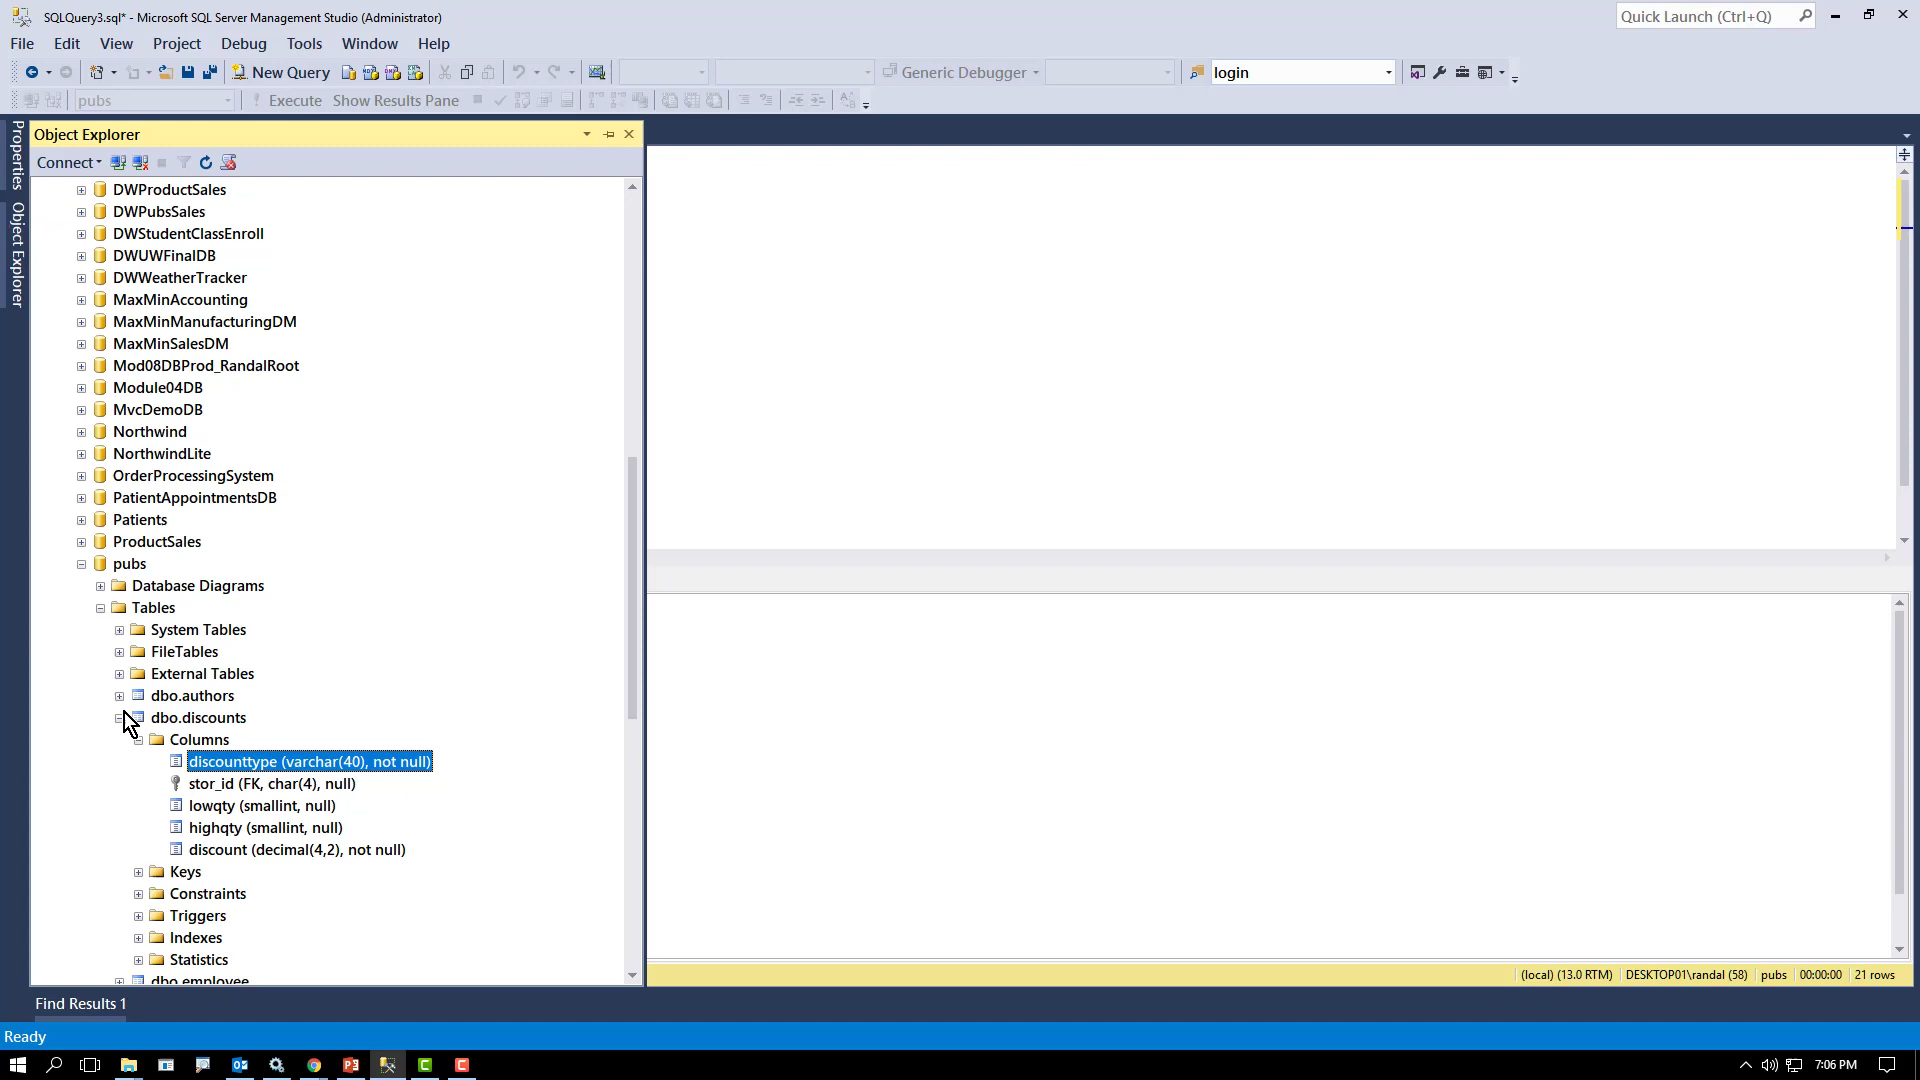 SQLQuery3.sql* - Microsoft SQL Server Management Studio (Administrator)
Quick Launch (Ctrl+Q)
File Edit View Project Debug Tools Window Help
New Query
Generic Debugger
login
pubs
Execute
Show Results Pane
Properties
Object Explorer
Object Explorer
Connect
DWProductSales
DWPubsSales
DWStudentClassEnroll
DWUWFinalDB
DWWeatherTracker
MaxMinAccounting
MaxMinManufacturingDM
MaxMinSalesDM
Mod08DBProd_RandalRoot
Module04DB
MvcDemoDB
Northwind
NorthwindLite
OrderProcessingSystem
PatientAppointmentsDB
Patients
ProductSales
pubs
Database Diagrams
Tables
System Tables
FileTables
External Tables
dbo.authors
dbo.discounts
Columns
discounttype (varchar(40), not null)
stor_id (FK, char(4), null)
lowqty (smallint, null)
highqty (smallint, null)
discount (decimal(4,2), not null)
Keys
Constraints
Triggers
Indexes
Statistics
dbo.employee
(local) (13.0 RTM) DESKTOP01\randal (58) pubs 00:00:00 21 rows
Find Results 1
Ready
7:06 PM